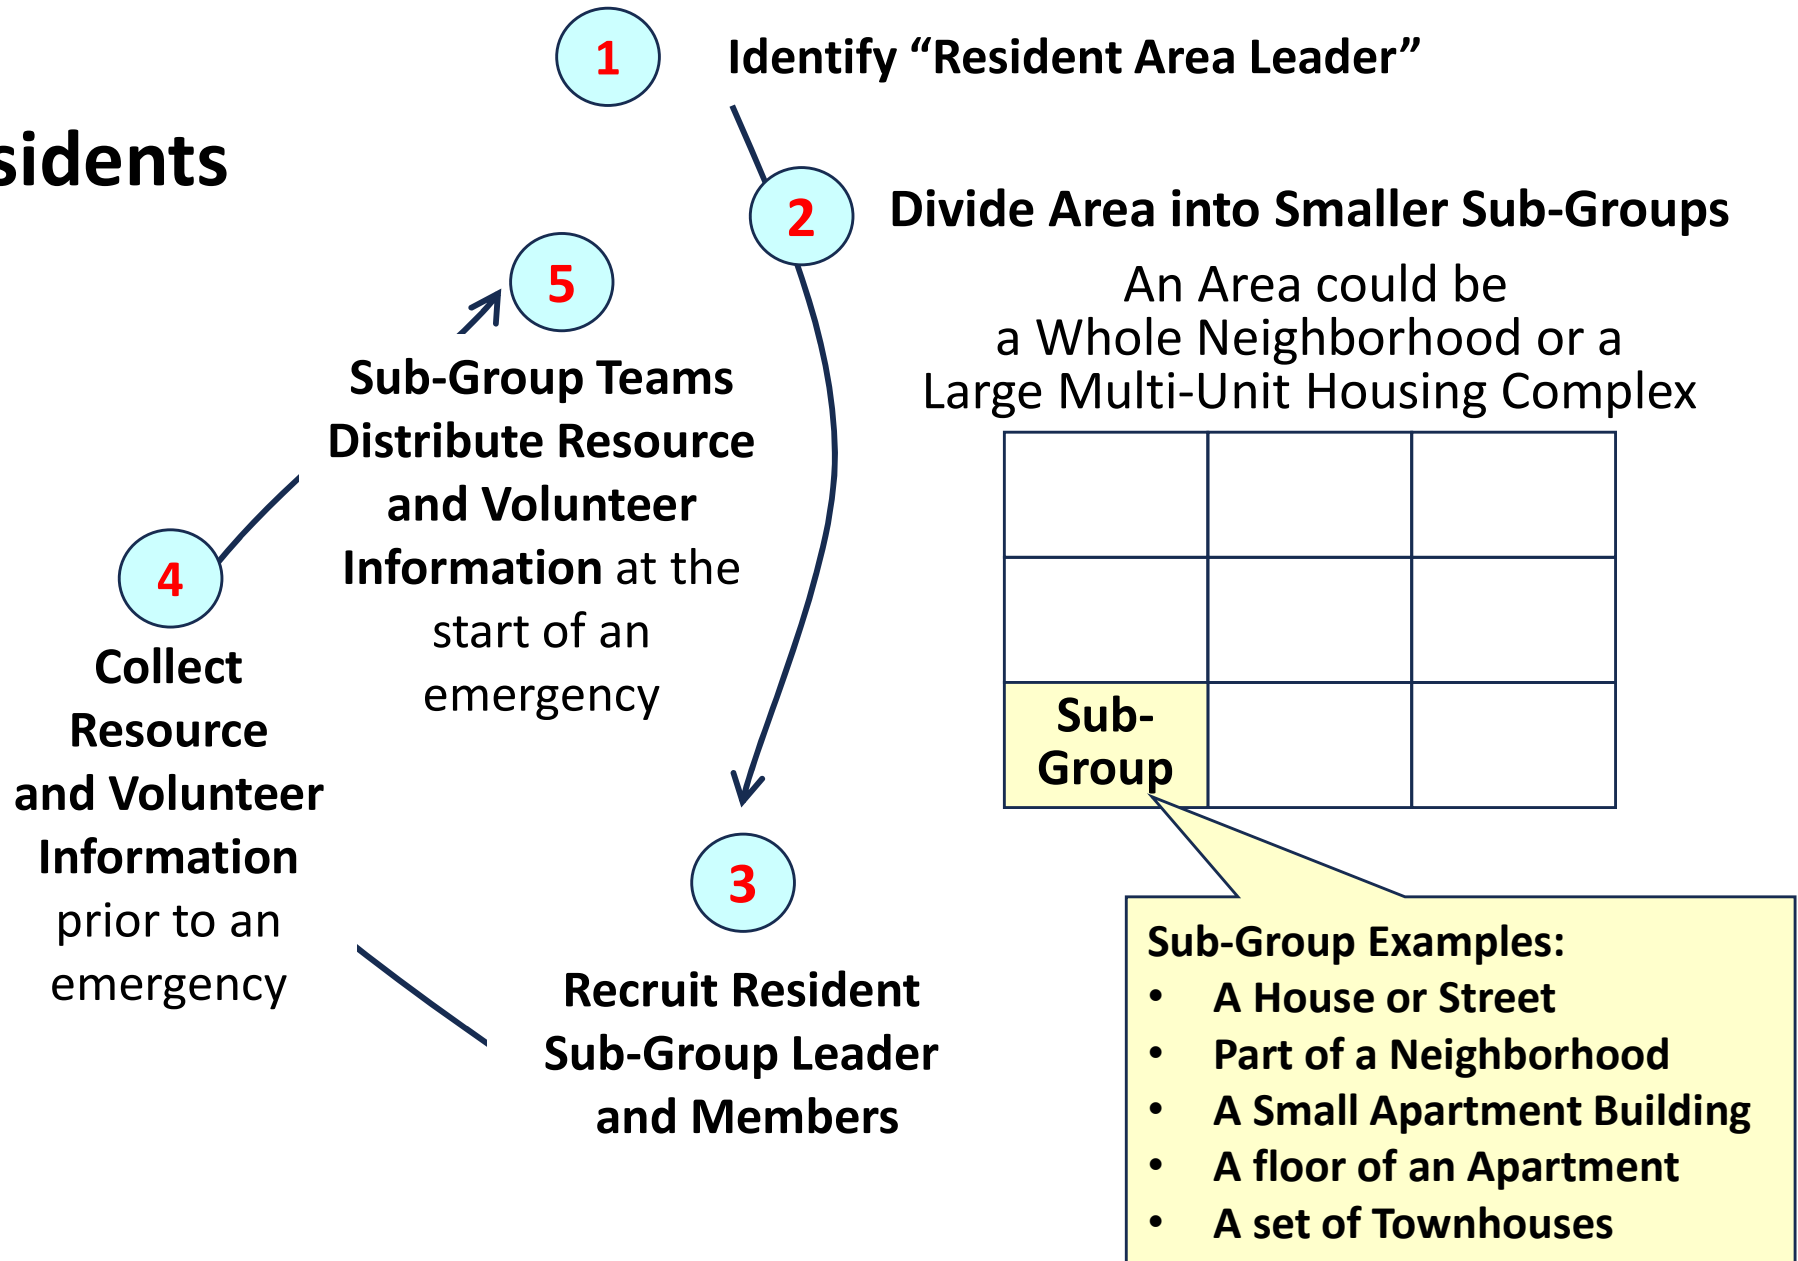 sidents
1
Identify “Resident Area Leader”
2
Divide Area into Smaller Sub-Groups
An Area could be
a Whole Neighborhood or a
Large Multi-Unit Housing Complex
Sub-
Group
Sub-Group Examples:
• A House or Street
• Part of a Neighborhood
• A Small Apartment Building
• A floor of an Apartment
• A set of Townhouses
3
Recruit Resident
Sub-Group Leader
and Members
4
Collect
Resource
and Volunteer
Information
prior to an
emergency
5
Sub-Group Teams
Distribute Resource
and Volunteer
Information at the
start of an
emergency